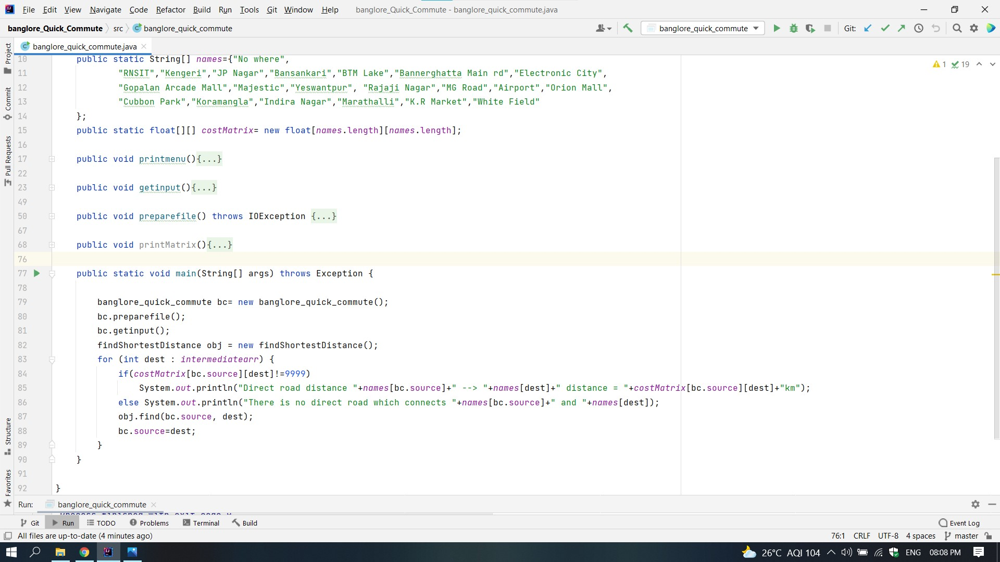 File Edit View Navigate Code Refactor Build Run Tools Git Window Help banglore_Quick_Commute - banglore_quick_commute.java
banglore_Quick_Commute src banglore_quick_commute banglore_quick_commute Git:
banglore_quick_commute.java
Project
Commit
Pull Requests
Structure
Favorites
1 19
10 public static String[] names={"No where",
11 "RNSIT","Kengeri","JP Nagar","Bansankari","BTM Lake","Bannerghatta Main rd","Electronic City",
12 "Gopalan Arcade Mall","Majestic","Yeswantpur", "Rajaji Nagar","MG Road","Airport","Orion Mall",
13 "Cubbon Park","Koramangla","Indira Nagar","Marathalli","K.R Market","White Field"
14 };
15 public static float[][] costMatrix= new float[names.length][names.length];
16
17 public void printmenu(){...}
22
23 public void getinput(){...}
49
50 public void preparefile() throws IOException {...}
67
68 public void printMatrix(){...}
76
77 public static void main(String[] args) throws Exception {
78
79 banglore_quick_commute bc= new banglore_quick_commute();
80 bc.preparefile();
81 bc.getinput();
82 findShortestDistance obj = new findShortestDistance();
83 for (int dest : intermediatearr) {
84 if(costMatrix[bc.source][dest]!=9999)
85 System.out.println("Direct road distance "+names[bc.source]+" --> "+names[dest]+" distance = "+costMatrix[bc.source][dest]+"km");
86 else System.out.println("There is no direct road which connects "+names[bc.source]+" and "+names[dest]);
87 obj.find(bc.source, dest);
88 bc.source=dest;
89 }
90 }
91
92 }
Run: banglore_quick_commute
Git Run TODO Problems Terminal Build Event Log
All files are up-to-date (4 minutes ago) 76:1 CRLF UTF-8 4 spaces master
26°C AQI 104 ENG 08:08 PM